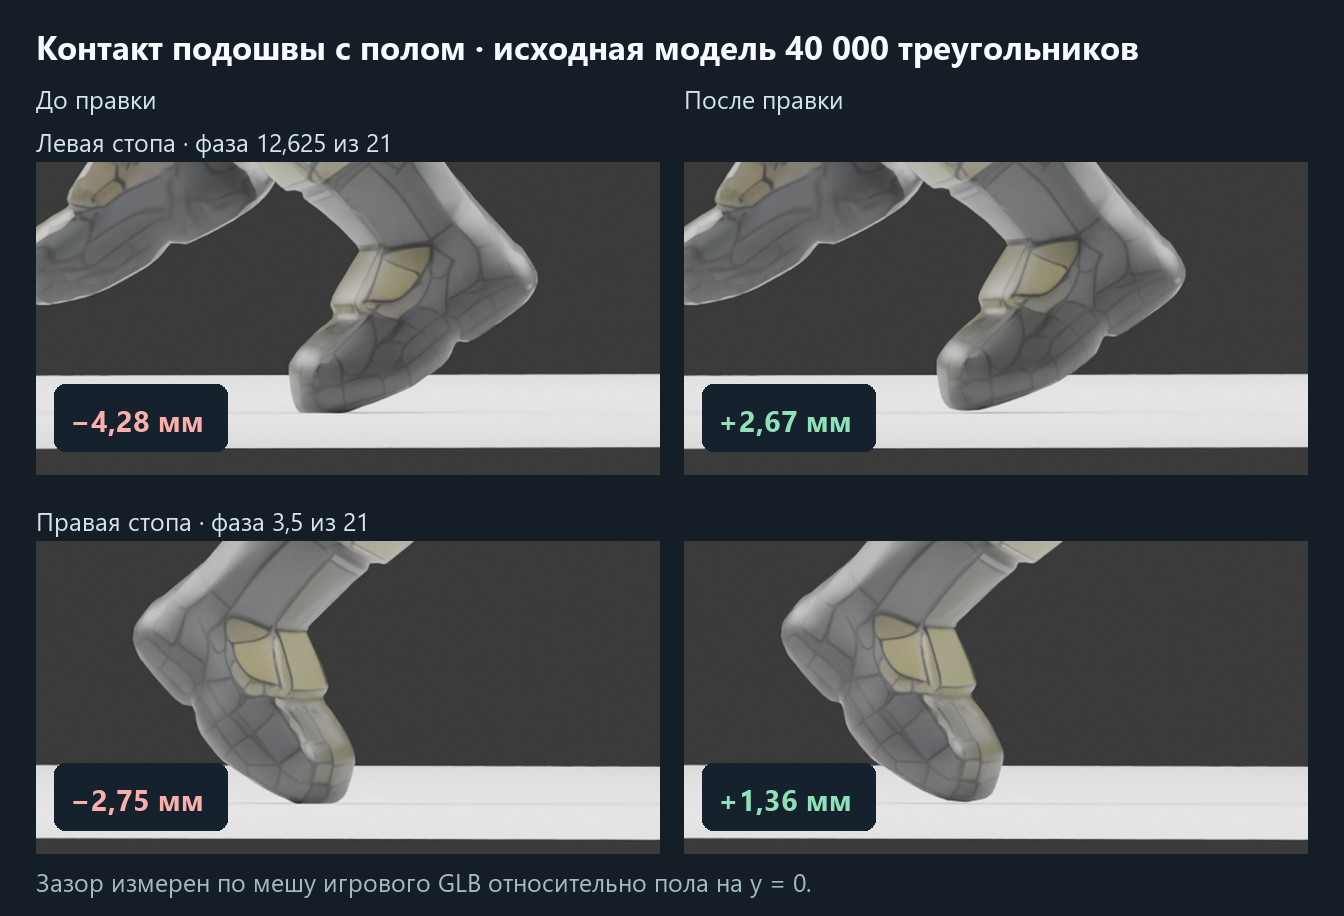 Контакт подошвы с полом · исходная модель 40 000 треугольников
До правки
После правки
Левая стопа · фаза 12,625 из 21
−4,28 мм
+2,67 мм
Правая стопа · фаза 3,5 из 21
−2,75 мм
+1,36 мм
Зазор измерен по мешу игрового GLB относительно пола на y = 0.